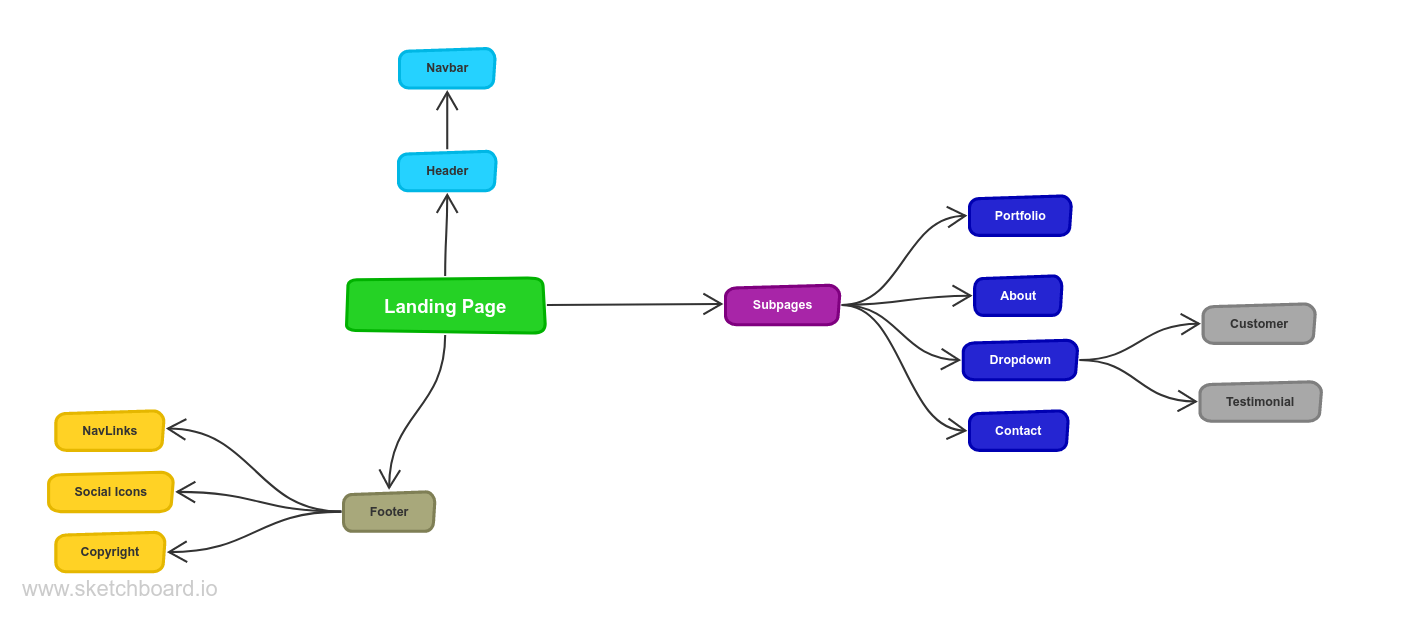 Navbar
Header
Landing Page
Subpages
Portfolio
About
Dropdown
Contact
Customer
Testimonial
Footer
NavLinks
Social Icons
Copyright
www.sketchboard.io